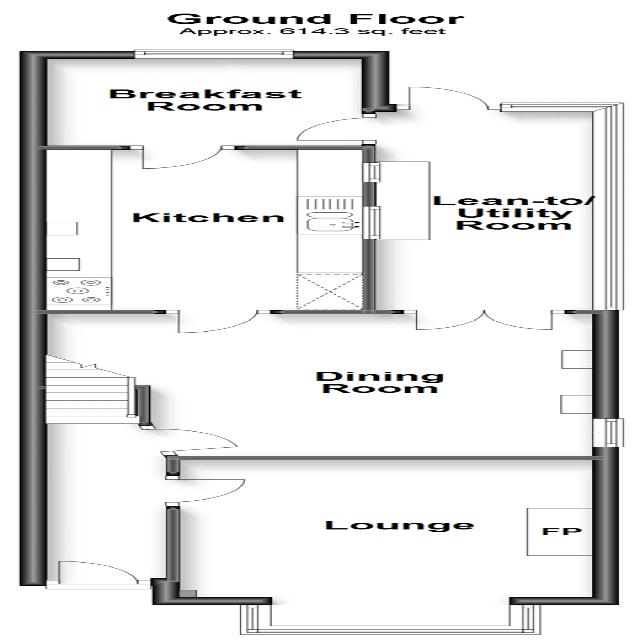 Ground Floor
Approx. 614.3 sq. feet
Breakfast
Room
Kitchen
Lean-to/
Utility
Room
Dining
Room
Lounge
FP